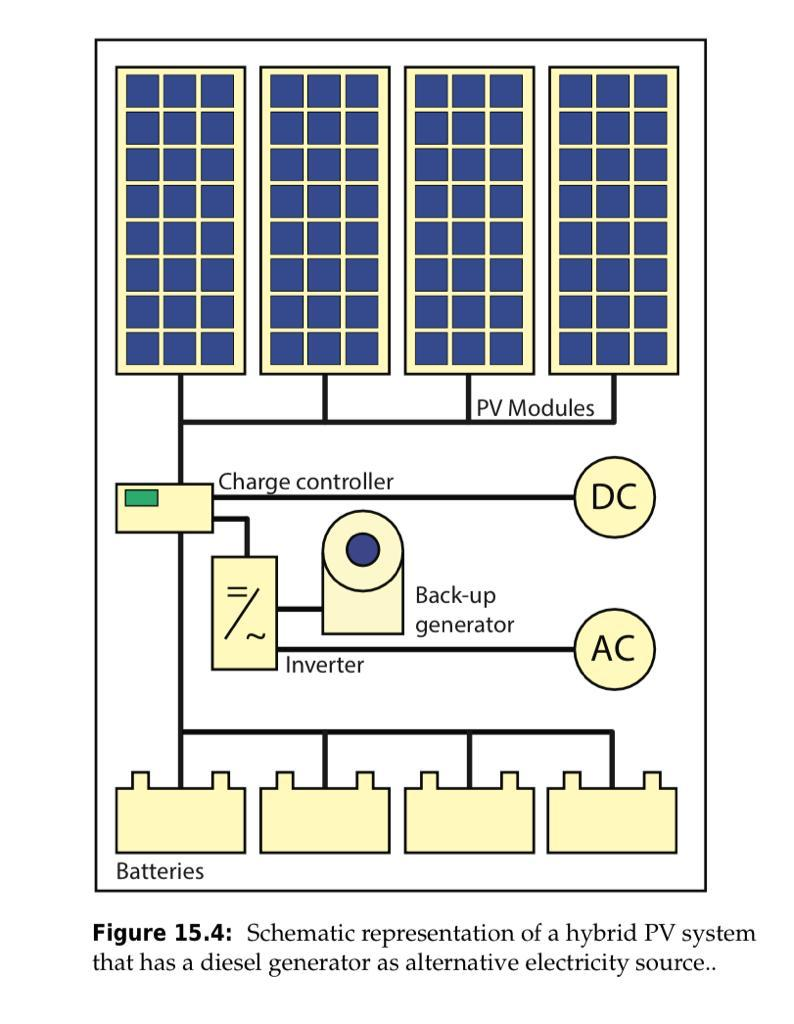 PV Modules
Charge controller
DC
=
~
Back-up
generator
AC
Inverter
Batteries
Figure 15.4: Schematic representation of a hybrid PV system
that has a diesel generator as alternative electricity source..